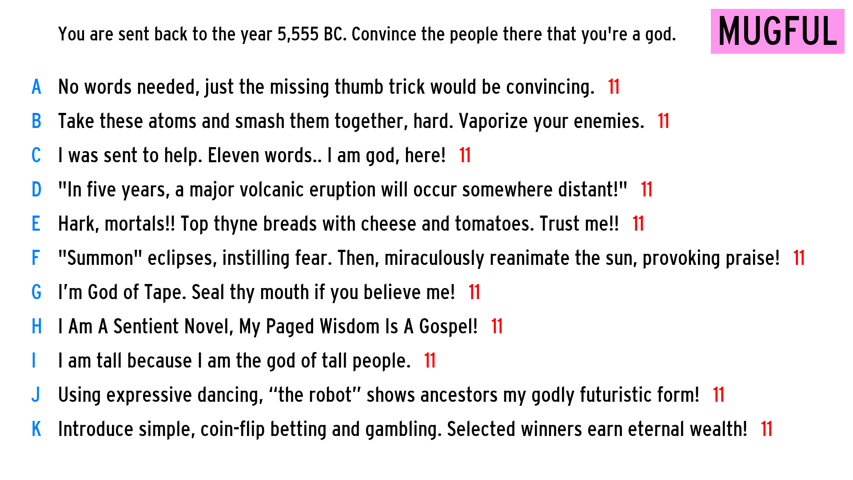 You are sent back to the year 5,555 BC. Convince the people there that you're a god.
MUGFUL
A No words needed, just the missing thumb trick would be convincing. 11
B Take these atoms and smash them together, hard. Vaporize your enemies. 11
C I was sent to help. Eleven words.. I am god, here! 11
D "In five years, a major volcanic eruption will occur somewhere distant!" 11
E Hark, mortals!! Top thyne breads with cheese and tomatoes. Trust me!! 11
F "Summon" eclipses, instilling fear. Then, miraculously reanimate the sun, provoking praise! 11
G I’m God of Tape. Seal thy mouth if you believe me! 11
H I Am A Sentient Novel, My Paged Wisdom Is A Gospel! 11
I I am tall because I am the god of tall people. 11
J Using expressive dancing, “the robot” shows ancestors my godly futuristic form! 11
K Introduce simple, coin-flip betting and gambling. Selected winners earn eternal wealth! 11